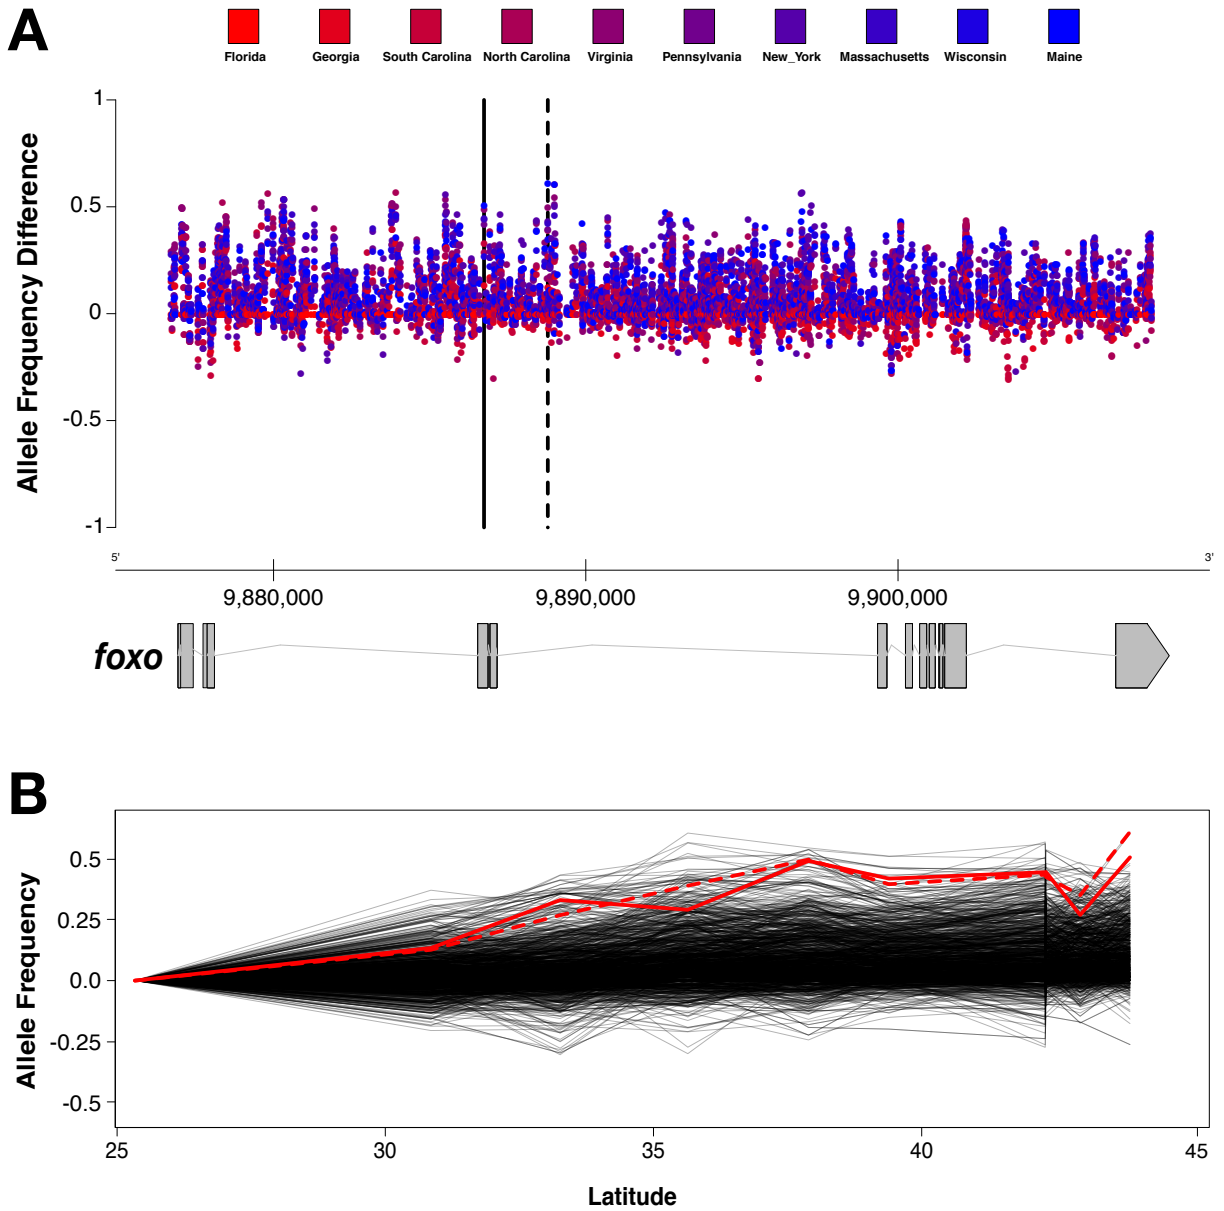 A
Florida Georgia South Carolina North Carolina Virginia Pennsylvania New_York Massachusetts Wisconsin Maine
Allele Frequency Difference
1
0.5
0
-0.5
-1
5' 3'
9,880,000 9,890,000 9,900,000
foxo
B
Allele Frequency
0.5
0.25
0.0
-0.25
-0.5
25 30 35 40 45
Latitude